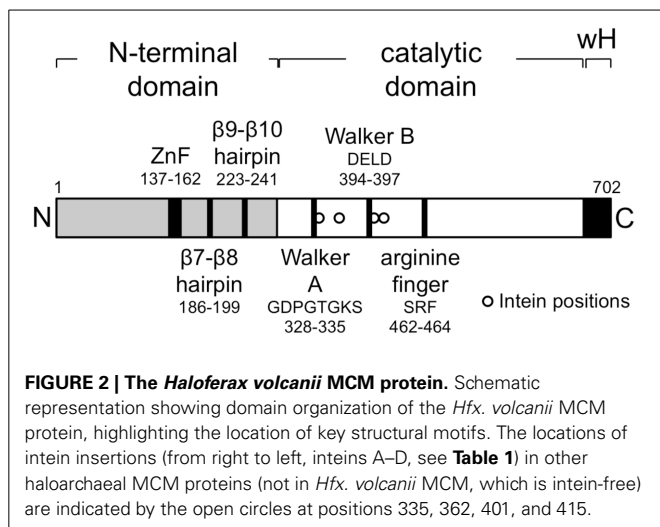 N-terminal
domain
catalytic
domain
wH
β9-β10
hairpin
223-241
ZnF
137-162
Walker B
DELD
394-397
1
702
N
C
β7-β8
hairpin
186-199
Walker
A
GDPGTGKS
328-335
arginine
finger
SRF
462-464
Intein positions
FIGURE 2 | The Haloferax volcanii MCM protein. Schematic
representation showing domain organization of the Hfx. volcanii MCM
protein, highlighting the location of key structural motifs. The locations of
intein insertions (from right to left, inteins A–D, see Table 1) in other
haloarchaeal MCM proteins (not in Hfx. volcanii MCM, which is intein-free)
are indicated by the open circles at positions 335, 362, 401, and 415.